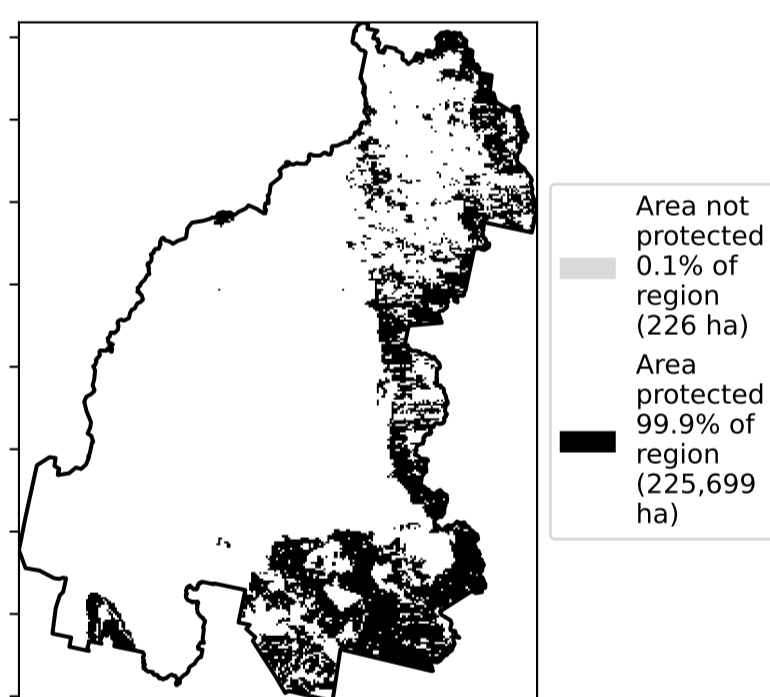 Area not
protected
0.1% of
region
(226 ha)
Area
protected
99.9% of
region
(225,699
ha)